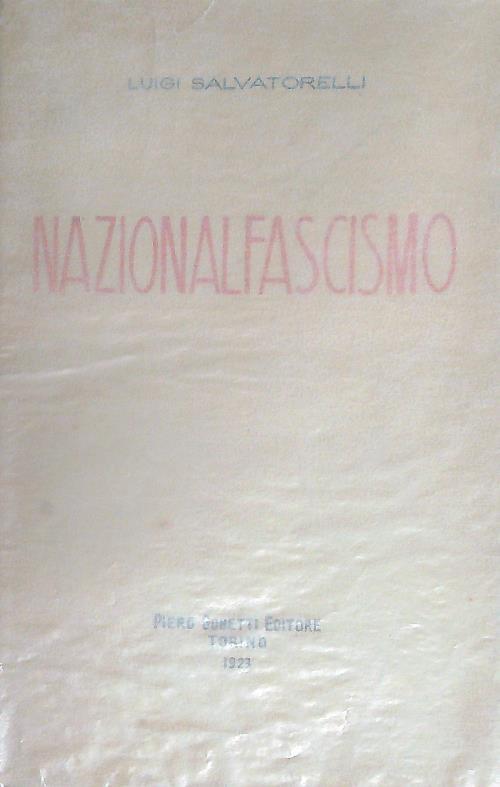 LUIGI SALVATORELLI
NAZIONALFASCISMO
PIERO GOBETTI EDITORE
TORINO
1923